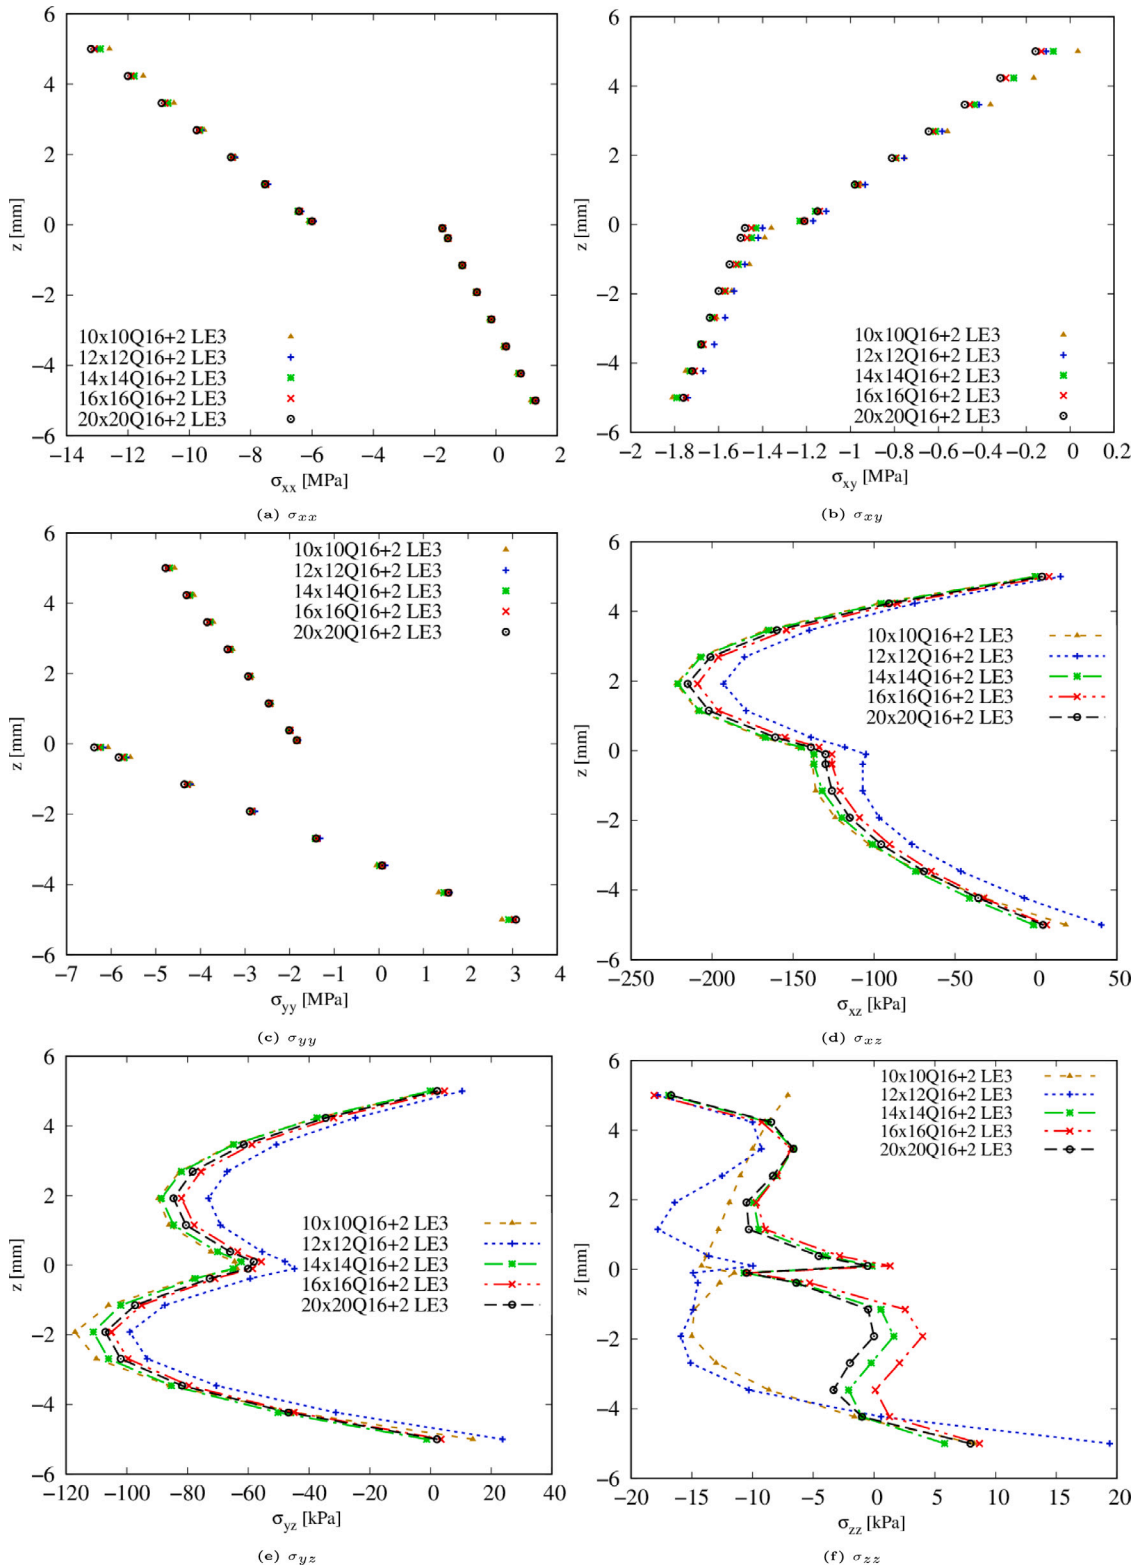 6
4
2
0
−2
−4
−6
z [mm]
10x10Q16+2 LE3
12x12Q16+2 LE3
14x14Q16+2 LE3
16x16Q16+2 LE3
20x20Q16+2 LE3
−14 −12 −10 −8 −6 −4 −2 0 2
σxx [MPa]
(a) σxx
6
4
2
0
−2
−4
−6
z [mm]
10x10Q16+2 LE3
12x12Q16+2 LE3
14x14Q16+2 LE3
16x16Q16+2 LE3
20x20Q16+2 LE3
−2 −1.8 −1.6 −1.4 −1.2 −1 −0.8 −0.6 −0.4 −0.2 0 0.2
σxy [MPa]
(b) σxy
6
4
2
0
−2
−4
−6
z [mm]
10x10Q16+2 LE3
12x12Q16+2 LE3
14x14Q16+2 LE3
16x16Q16+2 LE3
20x20Q16+2 LE3
−7 −6 −5 −4 −3 −2 −1 0 1 2 3 4
σyy [MPa]
(c) σyy
6
4
2
0
−2
−4
−6
z [mm]
10x10Q16+2 LE3
12x12Q16+2 LE3
14x14Q16+2 LE3
16x16Q16+2 LE3
20x20Q16+2 LE3
−250 −200 −150 −100 −50 0 50
σxz [kPa]
(d) σxz
6
4
2
0
−2
−4
−6
z [mm]
10x10Q16+2 LE3
12x12Q16+2 LE3
14x14Q16+2 LE3
16x16Q16+2 LE3
20x20Q16+2 LE3
−120 −100 −80 −60 −40 −20 0 20 40
σyz [kPa]
(e) σyz
6
4
2
0
−2
−4
−6
z [mm]
10x10Q16+2 LE3
12x12Q16+2 LE3
14x14Q16+2 LE3
16x16Q16+2 LE3
20x20Q16+2 LE3
−20 −15 −10 −5 0 5 10 15 20
σzz [kPa]
(f) σzz